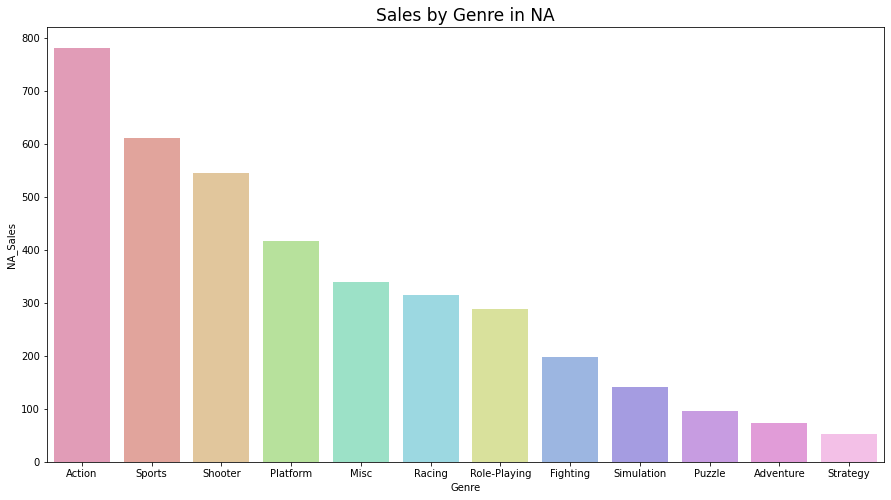 Sales by Genre in NA
800
700
600
500
400
300
200
100
0
NA_Sales
Action Sports Shooter Platform Misc Racing Role-Playing Fighting Simulation Puzzle Adventure Strategy
Genre